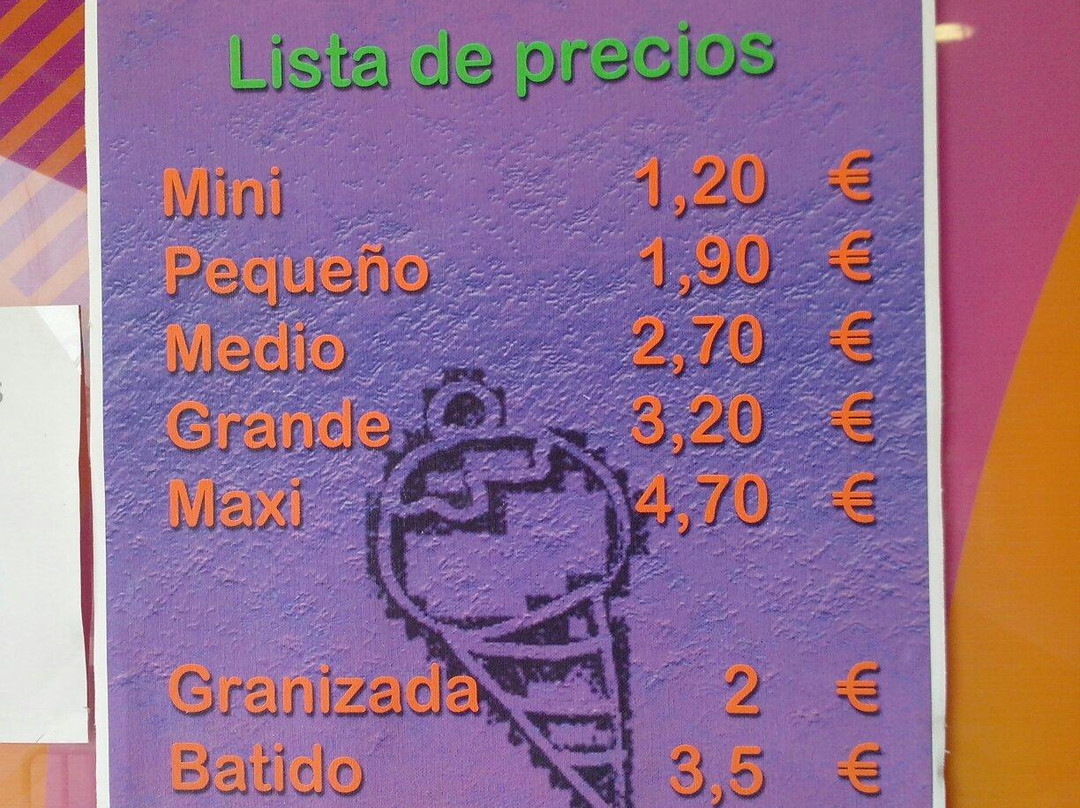 Lista de precios
Mini 1,20 €
Pequeño 1,90 €
Medio 2,70 €
Grande 3,20 €
Maxi 4,70 €
Granizada 2 €
Batido 3,5 €